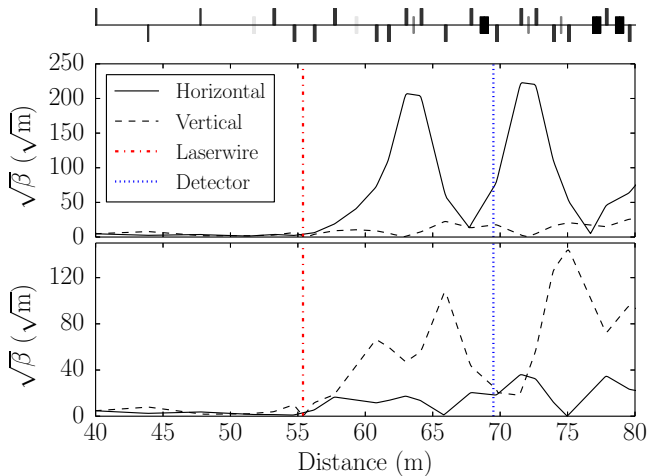 250
200
150
100
50
0
√β (√m)
Horizontal
Vertical
Laserwire
Detector
120
80
40
0
√β (√m)
40 45 50 55 60 65 70 75 80
Distance (m)